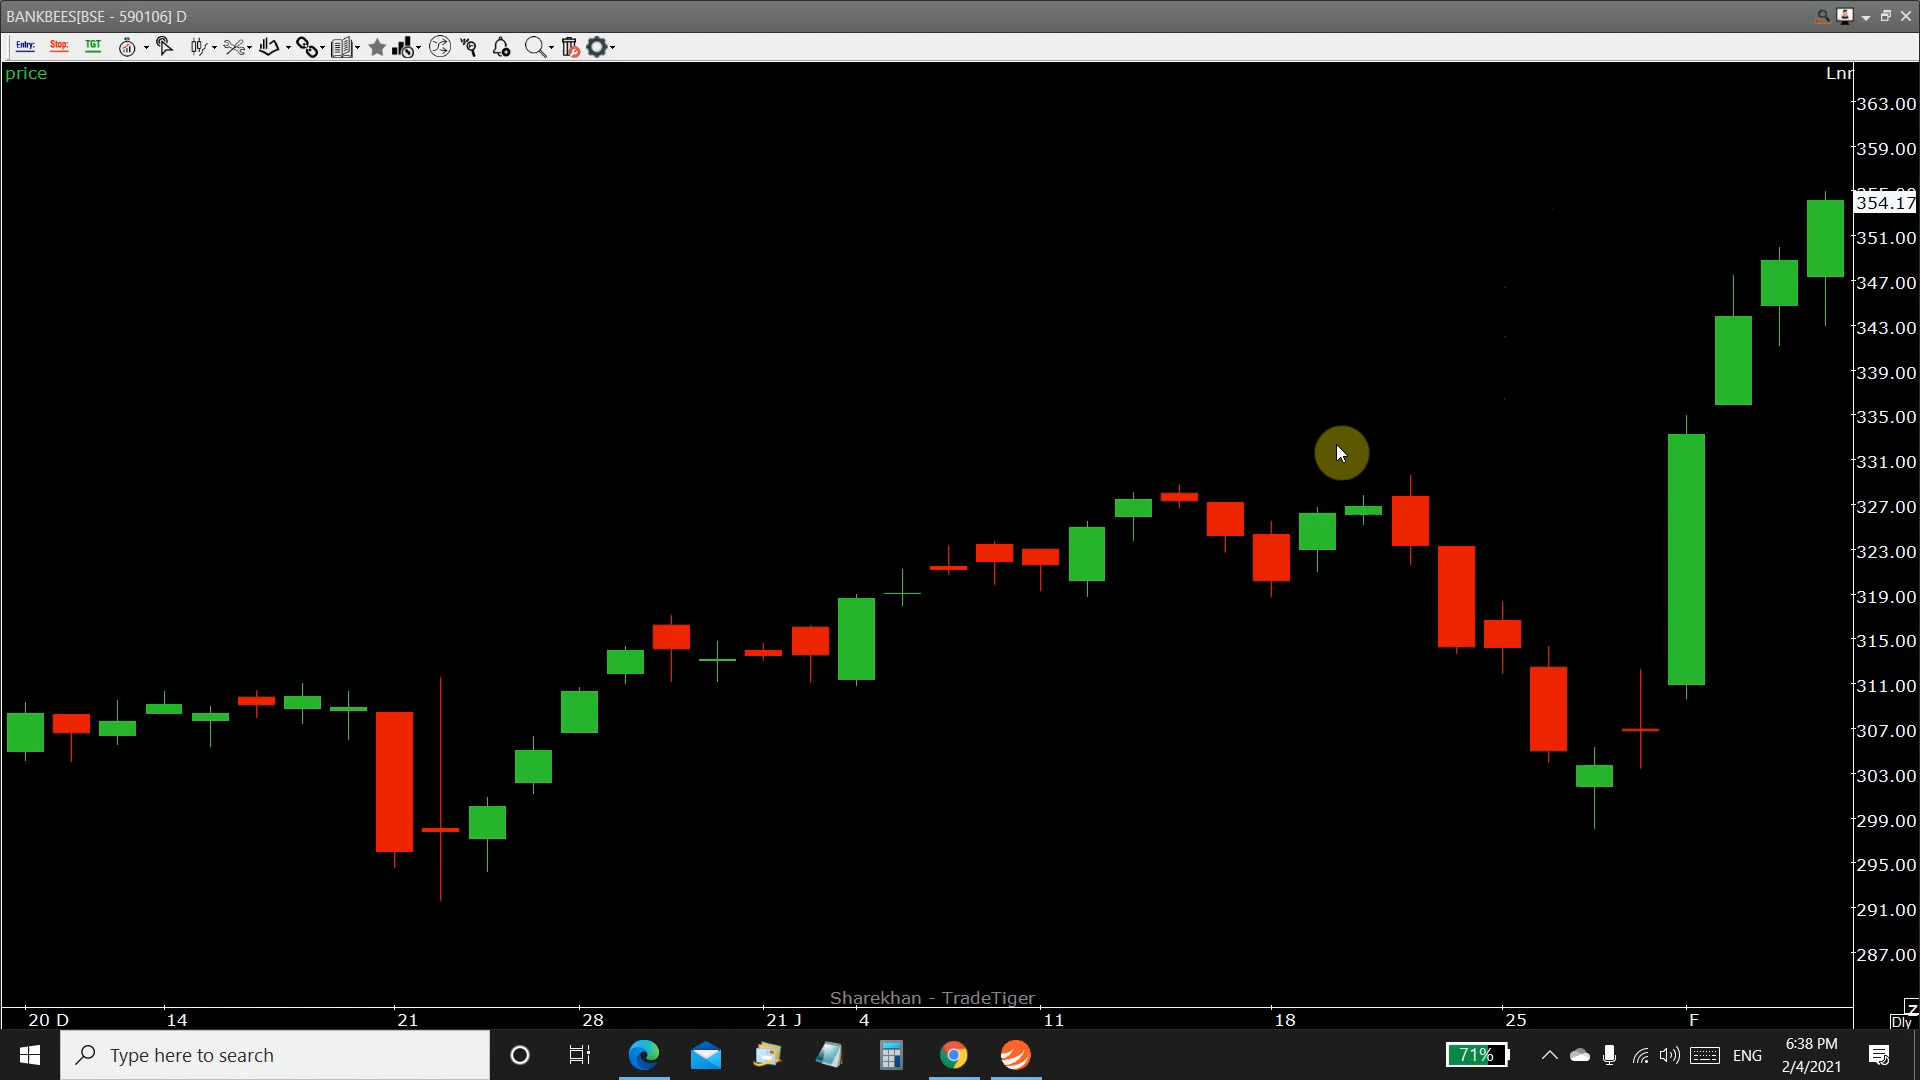 BANKBEES[BSE - 590106] D
Entry: Stop: TGT
price
Lnr
363.00
359.00
354.17
351.00
347.00
343.00
339.00
335.00
331.00
327.00
323.00
319.00
315.00
311.00
307.00
303.00
299.00
295.00
291.00
287.00
Sharekhan - TradeTiger
20 D 14 21 28 21 J 4 11 18 25 F
Z
Dly
Type here to search
71%
ENG
6:38 PM
2/4/2021